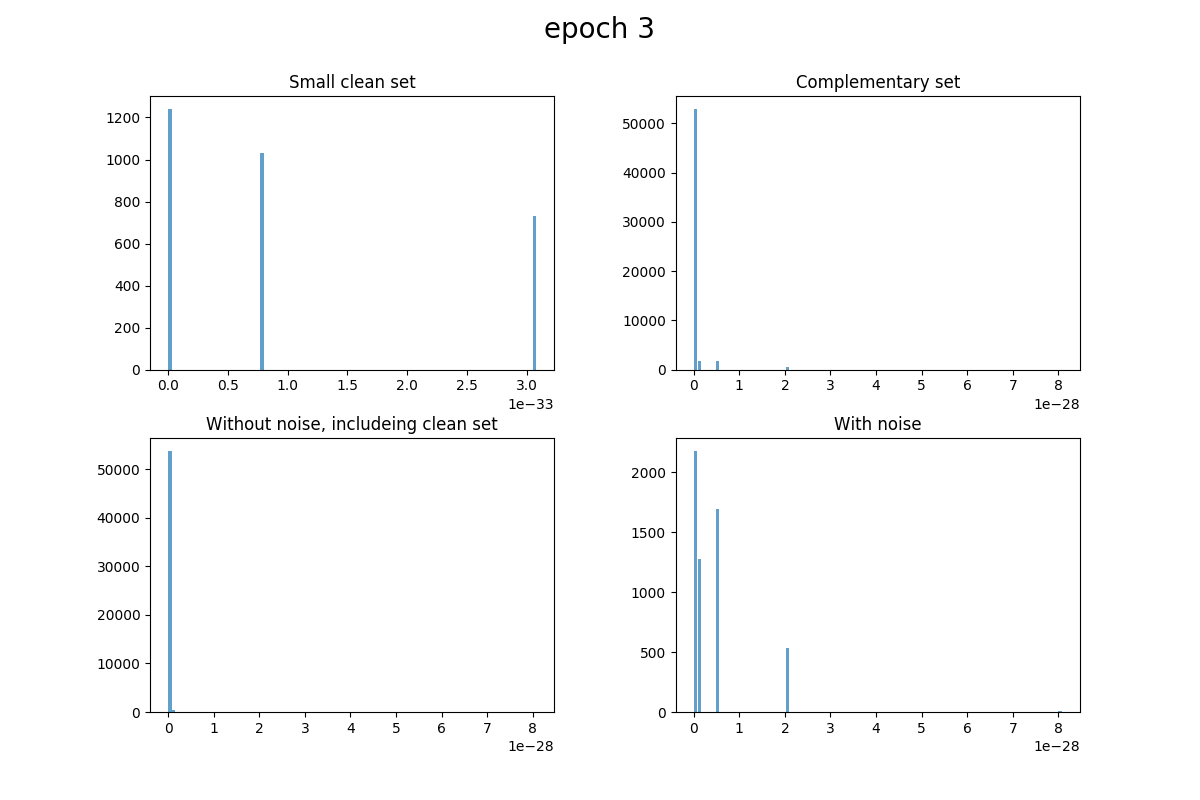 epoch 3
Small clean set
1200
1000
800
600
400
200
0
0.0 0.5 1.0 1.5 2.0 2.5 3.0
1e−33
Complementary set
50000
40000
30000
20000
10000
0
0 1 2 3 4 5 6 7 8
1e−28
Without noise, includeing clean set
50000
40000
30000
20000
10000
0
0 1 2 3 4 5 6 7 8
1e−28
With noise
2000
1500
1000
500
0
0 1 2 3 4 5 6 7 8
1e−28